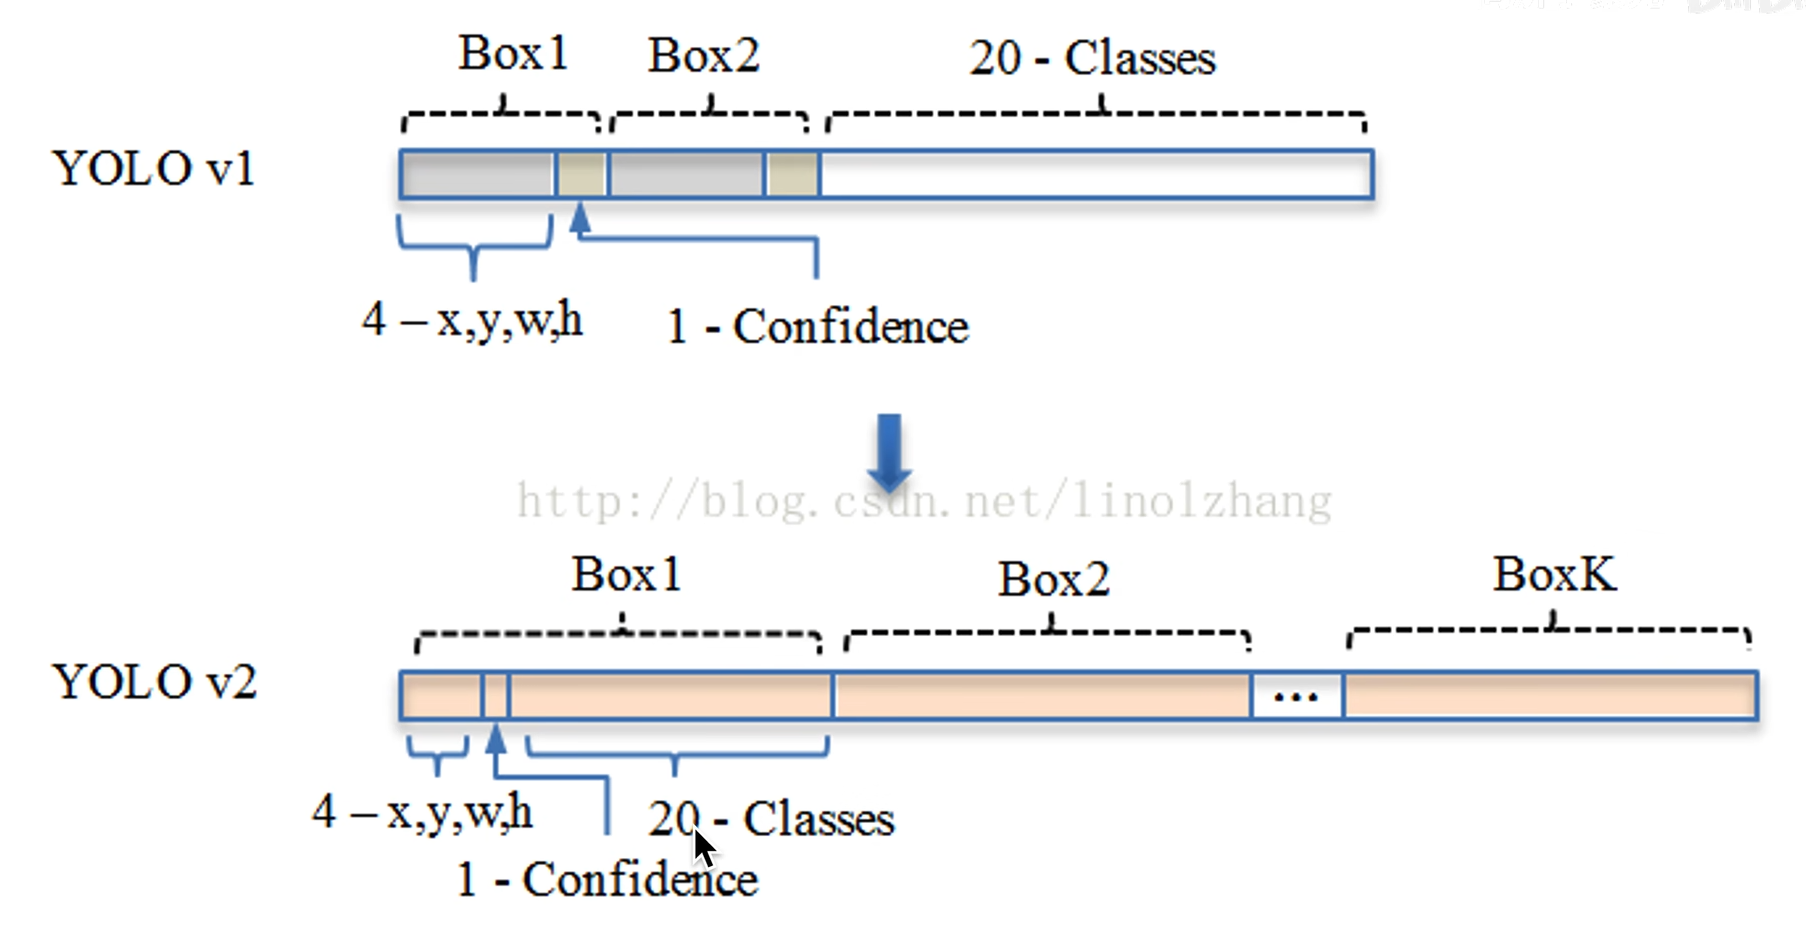 Box1 Box2 20 - Classes
YOLO v1
4 – x,y,w,h 1 - Confidence
http://blog.csdn.net/linolzhang
Box1 Box2 BoxK
YOLO v2 ...
4 – x,y,w,h 20 - Classes
1 - Confidence